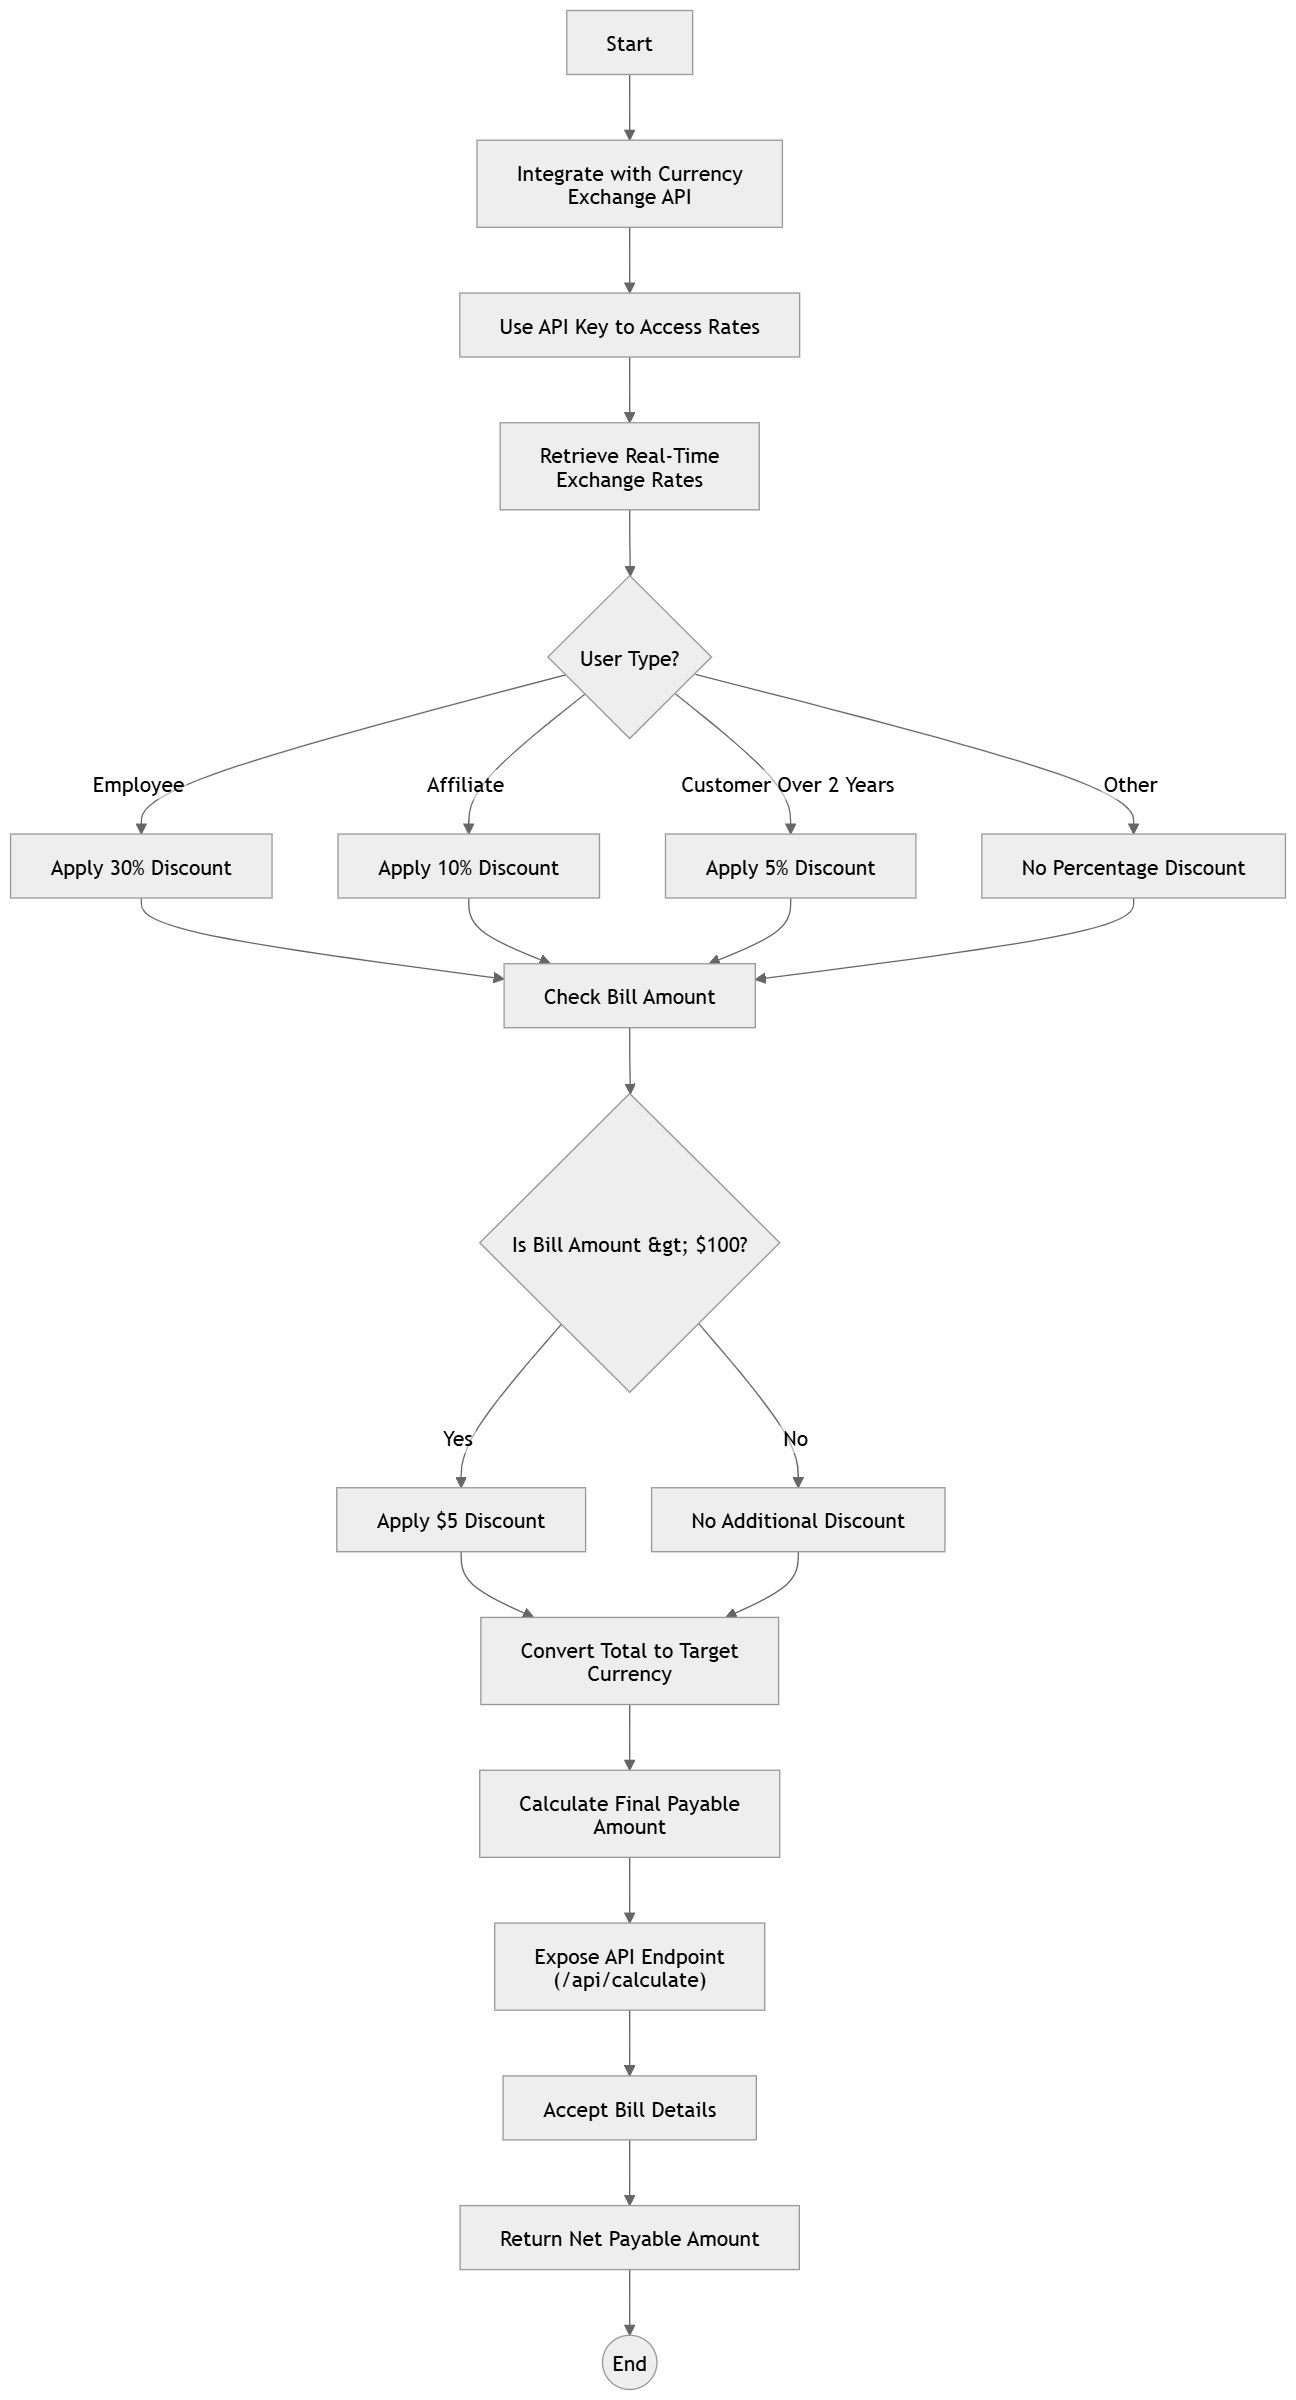 Start
Integrate with Currency
Exchange API
Use API Key to Access Rates
Retrieve Real-Time
Exchange Rates
User Type?
Employee
Affiliate
Customer Over 2 Years
Other
Apply 30% Discount
Apply 10% Discount
Apply 5% Discount
No Percentage Discount
Check Bill Amount
Is Bill Amount &gt; $100?
Yes
No
Apply $5 Discount
No Additional Discount
Convert Total to Target
Currency
Calculate Final Payable
Amount
Expose API Endpoint
(/api/calculate)
Accept Bill Details
Return Net Payable Amount
End